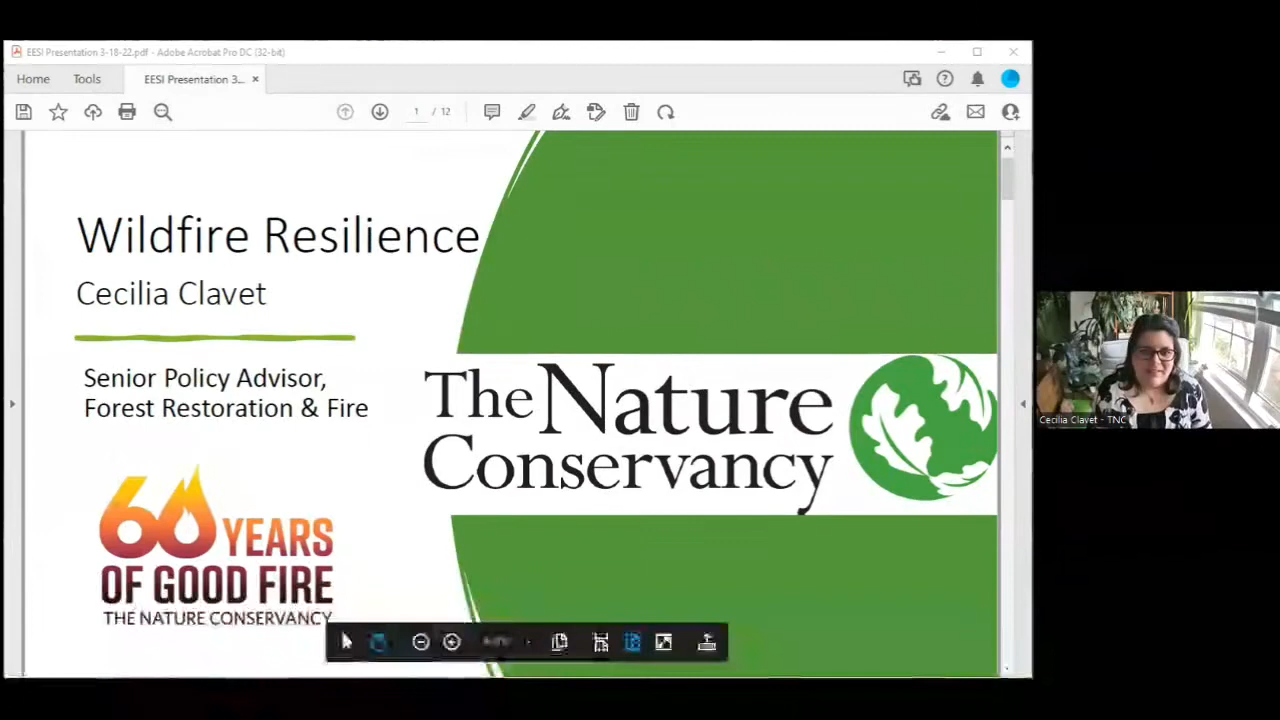 EESI Presentation 3-18-22.pdf - Adobe Acrobat Pro DC (32-bit)
Home Tools EESI Presentation 3... ×
1 / 12
Wildfire Resilience
Cecilia Clavet
Senior Policy Advisor,
Forest Restoration & Fire
The Nature
Conservancy
60 YEARS
OF GOOD FIRE
THE NATURE CONSERVANCY
Cecilia Clavet - TNC